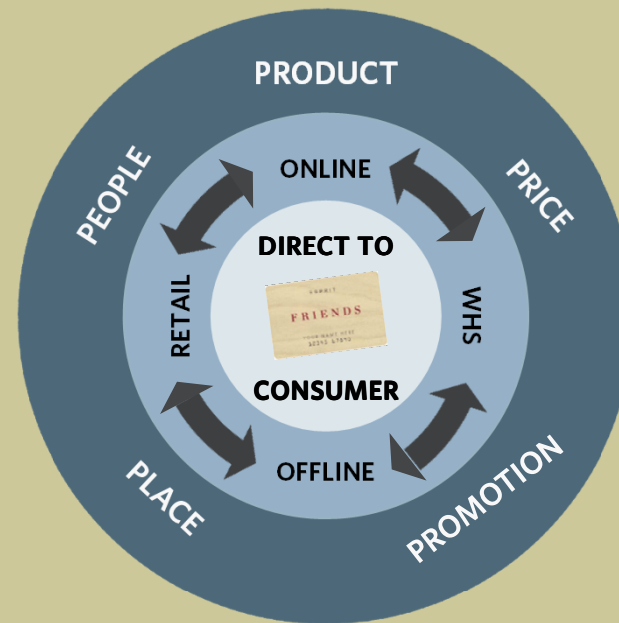 PRODUCT
PRICE
PROMOTION
PLACE
PEOPLE
ONLINE
WHS
OFFLINE
RETAIL
DIRECT TO
FRIENDS
CONSUMER